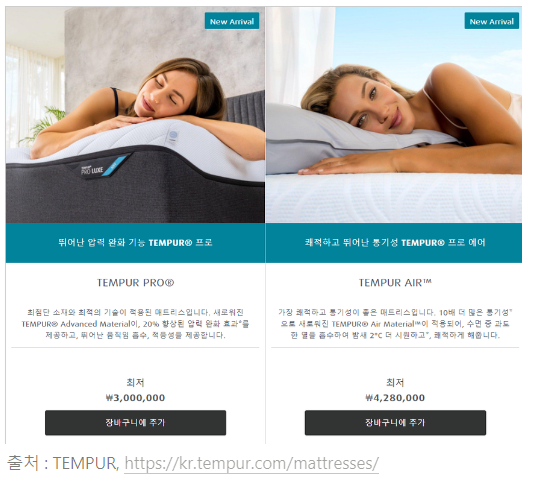 New Arrival
New Arrival
PRO LUXE
뛰어난 압력 완화 기능 TEMPUR® 프로
쾌적하고 뛰어난 통기성 TEMPUR® 프로 에어
TEMPUR PRO®
최첨단 소재와 최적의 기술이 적용된 매트리스입니다. 새로워진
TEMPUR® Advanced Material이, 20% 향상된 압력 완화 효과*를
제공하고, 뛰어난 움직임 흡수, 적응성을 제공합니다.
최저
₩3,000,000
장바구니에 추가
TEMPUR AIR™
가장 쾌적하고 통기성이 좋은 매트리스입니다. 10배 더 많은 통기성*
으로 새로워진 TEMPUR® Air Material™이 적용되어, 수면 중 과도
한 열을 흡수하여 밤새 2°C 더 시원하고*, 쾌적하게 해줍니다.
최저
₩4,280,000
장바구니에 추가
출처 : TEMPUR, https://kr.tempur.com/mattresses/